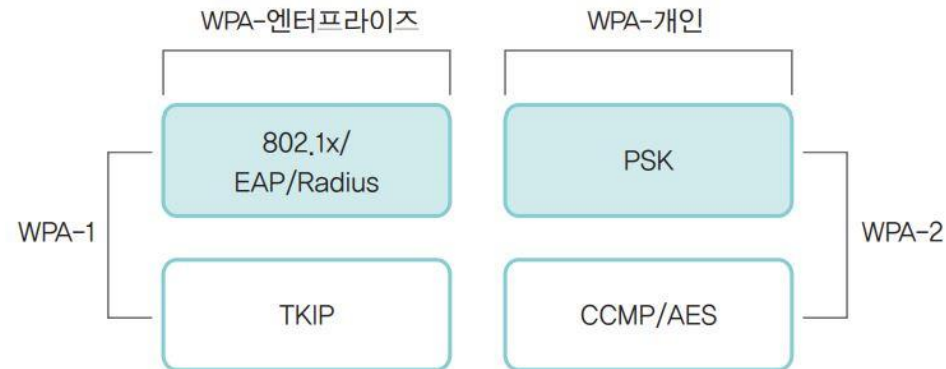 WPA-엔터프라이즈
WPA-개인
802.1x/
EAP/Radius
PSK
WPA-1
WPA-2
TKIP
CCMP/AES